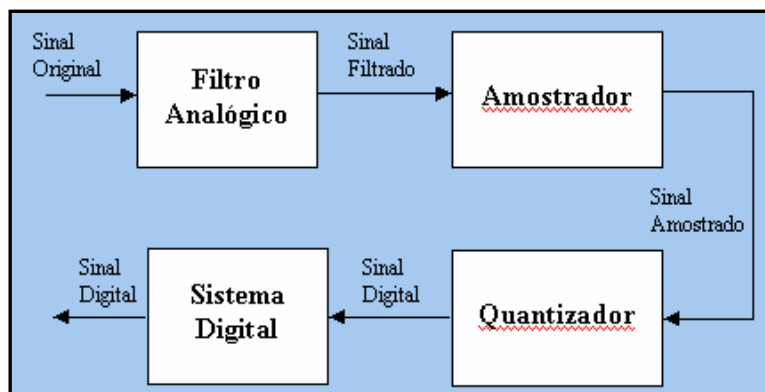 Sinal
Original
Filtro
Analógico
Sinal
Filtrado
Amostrador
Sinal
Amostrado
Quantizador
Sinal
Digital
Sistema
Digital
Sinal
Digital